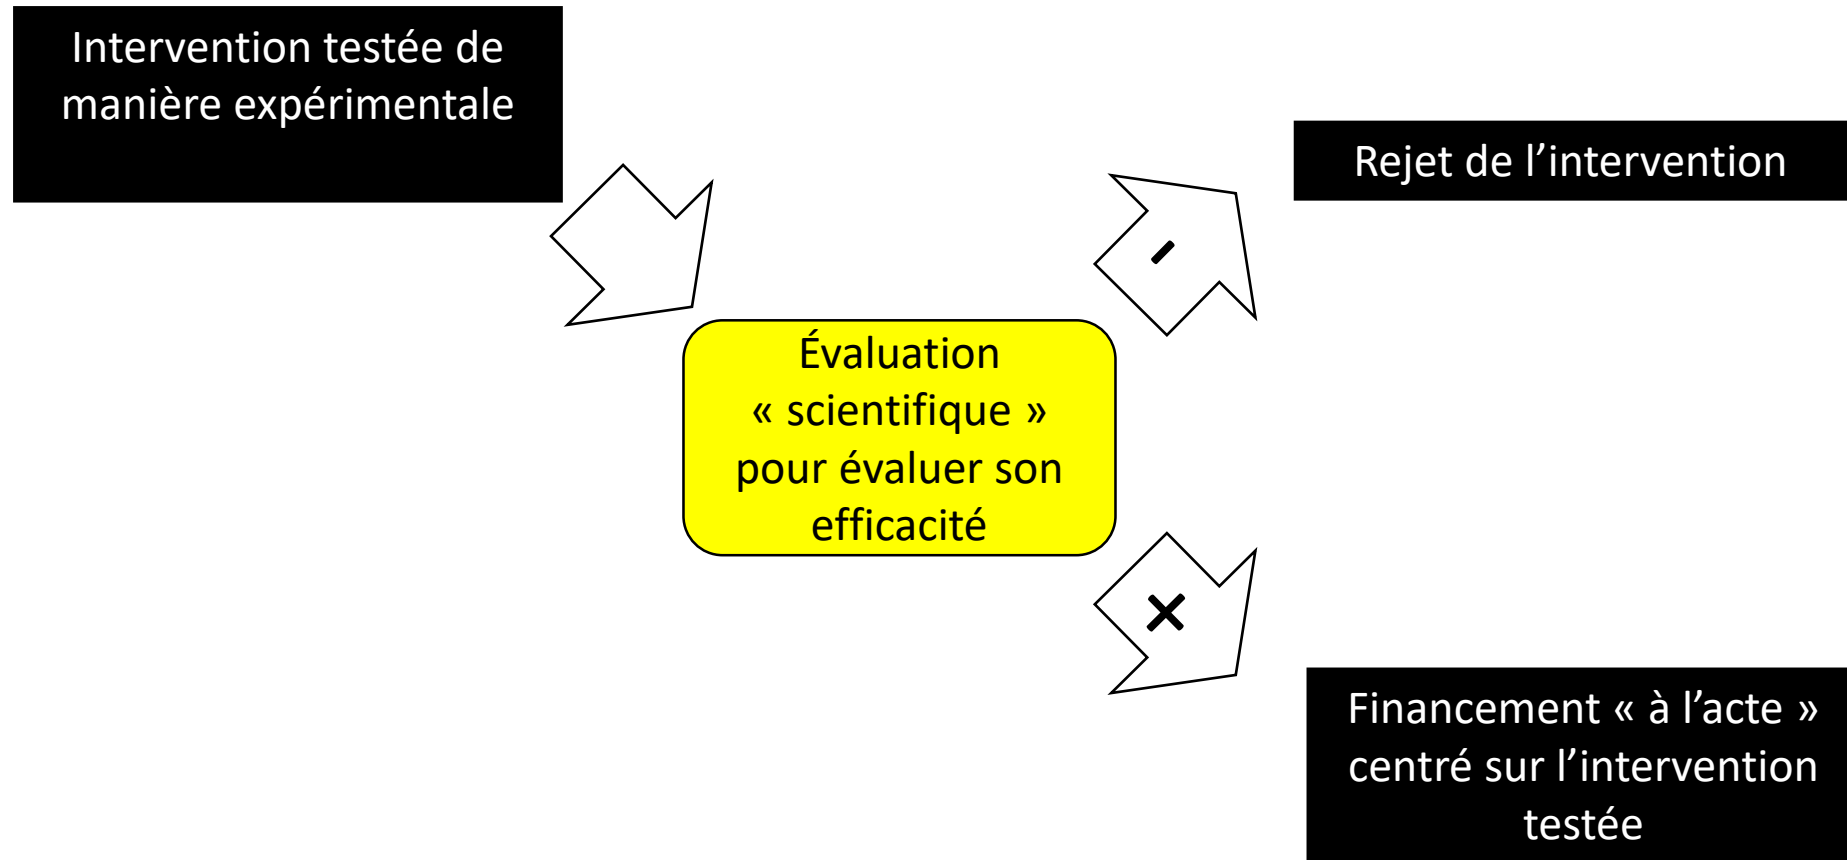 Intervention testée de
manière expérimentale
Rejet de l’intervention
-
Évaluation
« scientifique »
pour évaluer son
efficacité
+
Financement « à l’acte »
centré sur l’intervention
testée